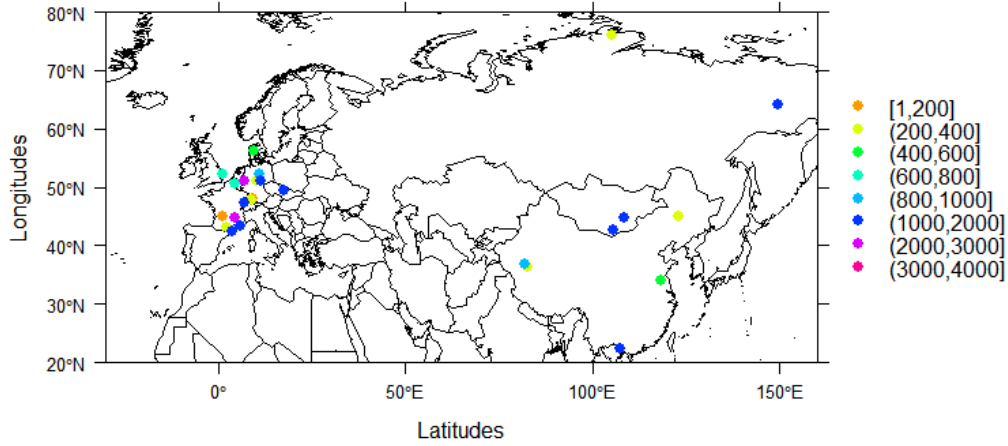 80°N
70°N
60°N
50°N
40°N
30°N
20°N
Longitudes
0°
50°E
100°E
150°E
Latitudes
[1,200]
(200,400]
(400,600]
(600,800]
(800,1000]
(1000,2000]
(2000,3000]
(3000,4000]